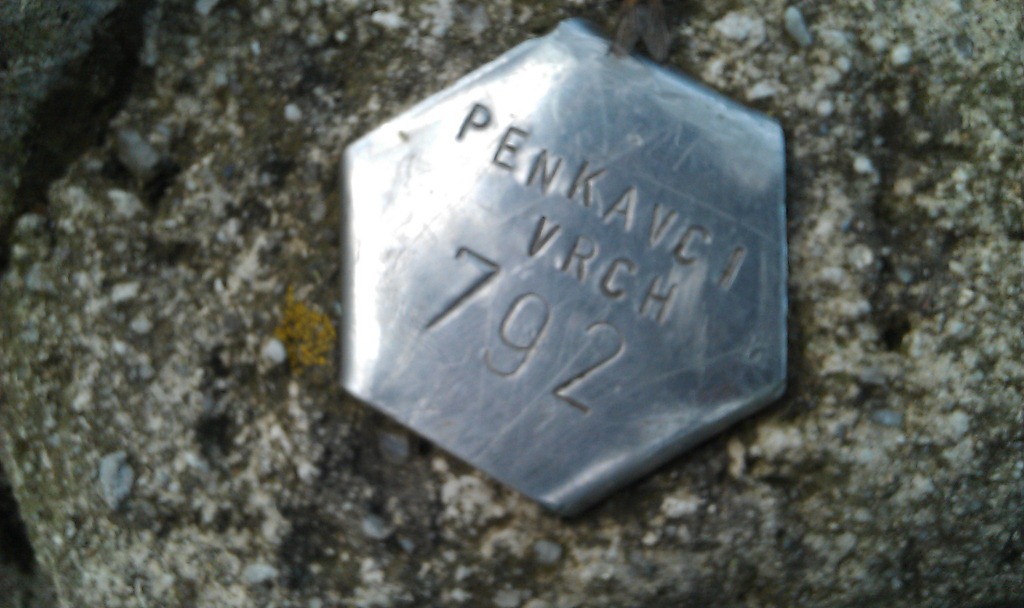 PENKAVCI
VRCH
792